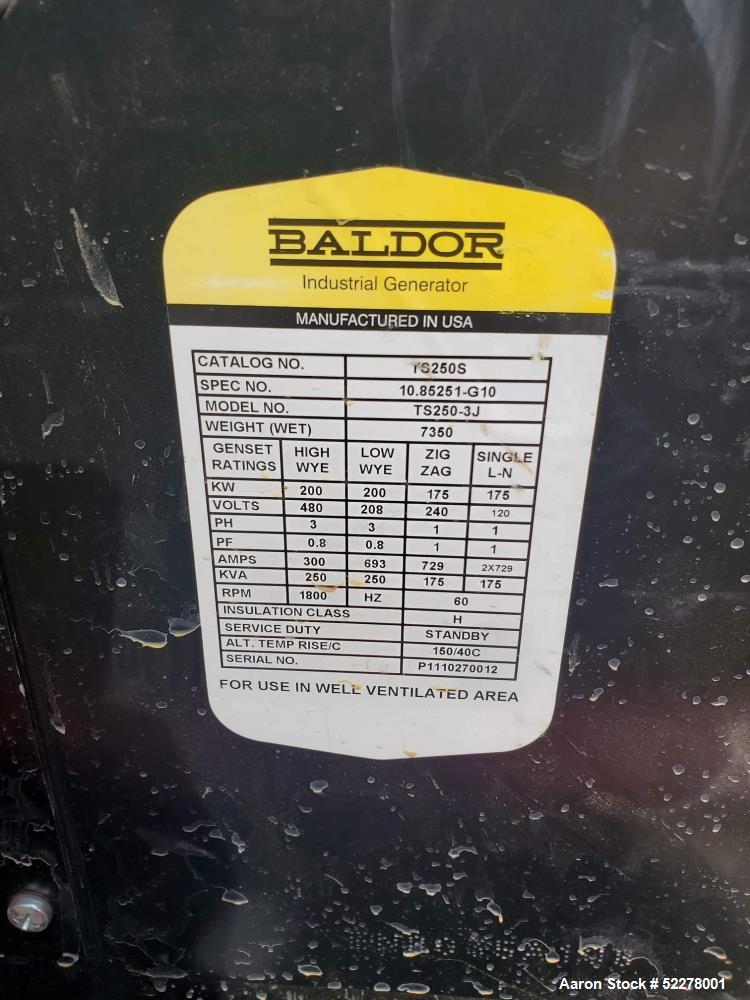 BALDOR
Industrial Generator
MANUFACTURED IN USA
CATALOG NO. TS250S
SPEC NO. 10.85251-G10
MODEL NO. TS250-3J
WEIGHT (WET) 7350
GENSET RATINGS HIGH WYE LOW WYE ZIG ZAG SINGLE L-N
KW 200 200 175 175
VOLTS 480 208 240 120
PH 3 3 1 1
PF 0.8 0.8 1 1
AMPS 300 693 729 2X729
KVA 250 250 175 175
RPM 1800 HZ 60
INSULATION CLASS H
SERVICE DUTY STANDBY
ALT. TEMP RISE/C 150/40C
SERIAL NO. P1110270012
FOR USE IN WELL VENTILATED AREA
Aaron Stock # 52278001